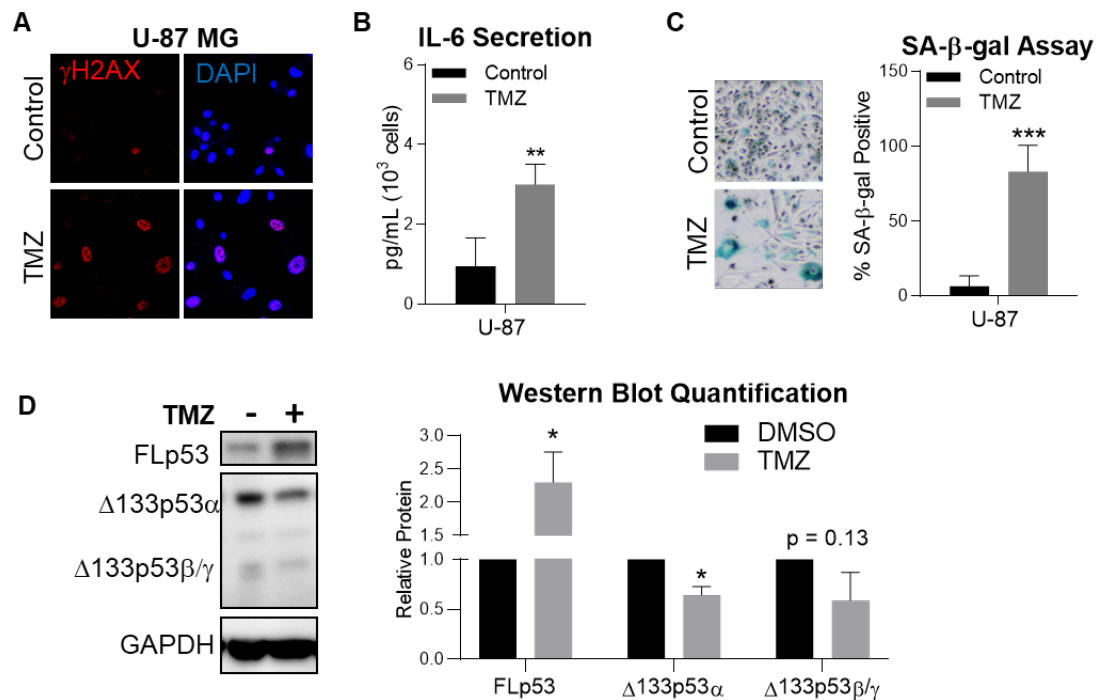 A
U-87 MG
γH2AX
DAPI
Control
TMZ
B
IL-6 Secretion
Control
TMZ
pg/mL (10³ cells)
6
4
2
0
**
U-87
C
SA-β-gal Assay
Control
TMZ
Control
TMZ
% SA-β-gal Positive
150
100
50
0
***
U-87
D
TMZ - +
FLp53
Δ133p53α
Δ133p53β/γ
GAPDH
Western Blot Quantification
DMSO
TMZ
Relative Protein
3.0
2.5
2.0
1.5
1.0
0.5
0.0
*
*
p = 0.13
FLp53 Δ133p53α Δ133p53β/γ